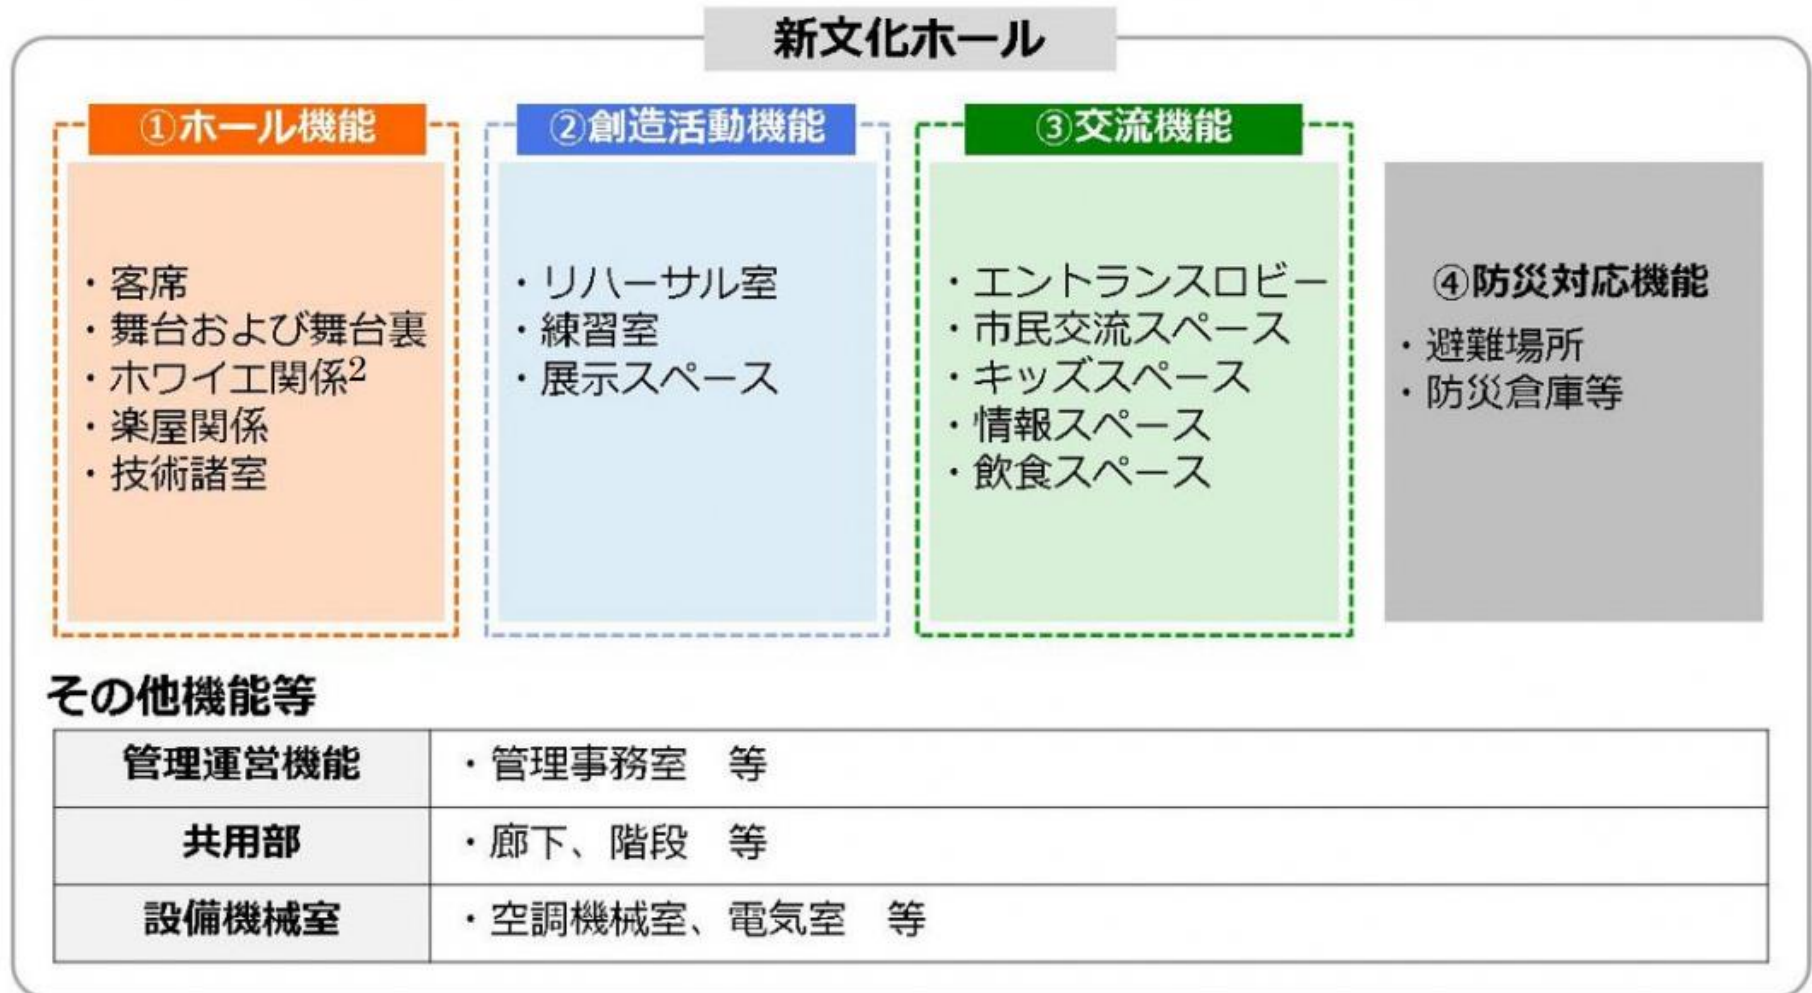 新文化ホール
①ホール機能
・客席
・舞台および舞台裏
・ホワイエ関係2
・楽屋関係
・技術諸室
②創造活動機能
・リハーサル室
・練習室
・展示スペース
③交流機能
・エントランスロビー
・市民交流スペース
・キッズスペース
・情報スペース
・飲食スペース
④防災対応機能
・避難場所
・防災倉庫等
その他機能等
管理運営機能 ・管理事務室 等
共用部 ・廊下、階段 等
設備機械室 ・空調機械室、電気室 等